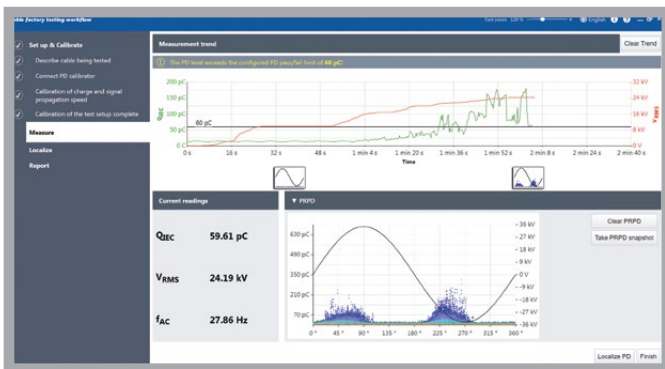 able factory testing workflow
Text zoom 120 %
English
Set up & Calibrate
Describe cable being tested
Connect PD calibrator
Calibration of charge and signal
propagation speed
Calibration of the test setup complete
Measure
Localize
Report
Measurement trend
Clear Trend
The PD level exceeds the configured PD pass/fail limit of 60 pC!
200 pC
150 pC
100 pC
50 pC
0 C
QIEC
60 pC
32 kV
24 kV
16 kV
8 kV
0 V
VRMS
0 s 16 s 32 s 48 s 1 min 4 s 1 min 20 s 1 min 36 s 1 min 52 s 2 min 8 s 2 min 24 s 2 min 40 s
Time
Current readings
QIEC 59.61 pC
VRMS 24.19 kV
fAC 27.86 Hz
▼ PRPD
630 pC
490 pC
350 pC
210 pC
70 pC
36 kV
27 kV
18 kV
9 kV
0 V
-9 kV
-18 kV
-27 kV
-36 kV
0° 45° 90° 135° 180° 225° 270° 315° 360°
Clear PRPD
Take PRPD snapshot
Localize PD
Finish